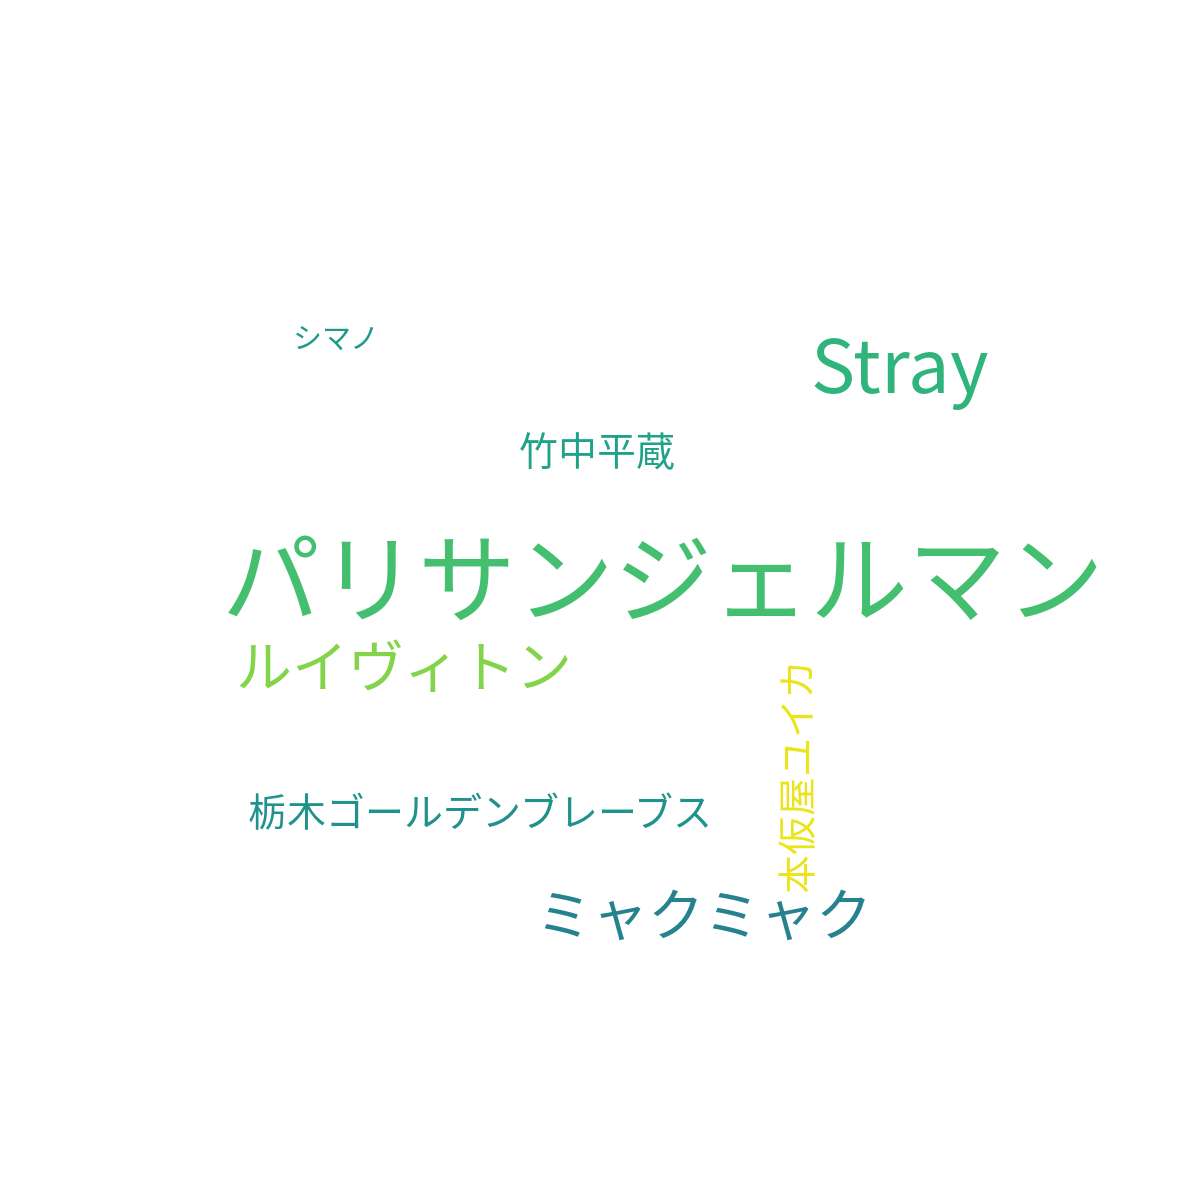 シマノ
Stray
竹中平蔵
パリサンジェルマン
ルイヴィトン
本仮屋ユイカ
栃木ゴールデンブレーブス
ミャクミャク